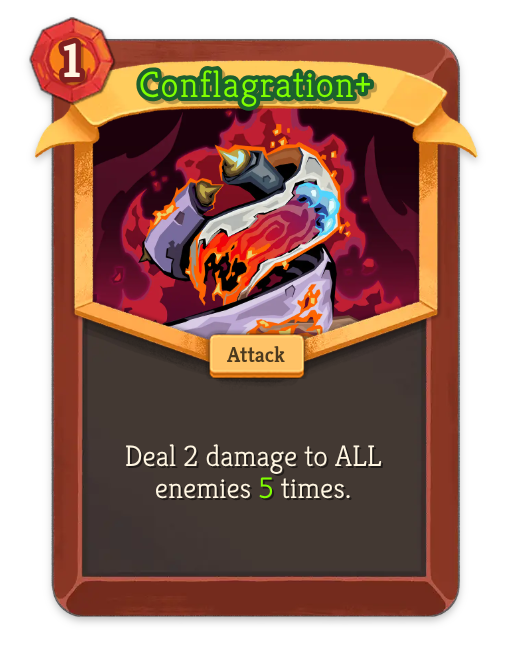 1
Conflagration+
Attack
Deal 2 damage to ALL
enemies 5 times.